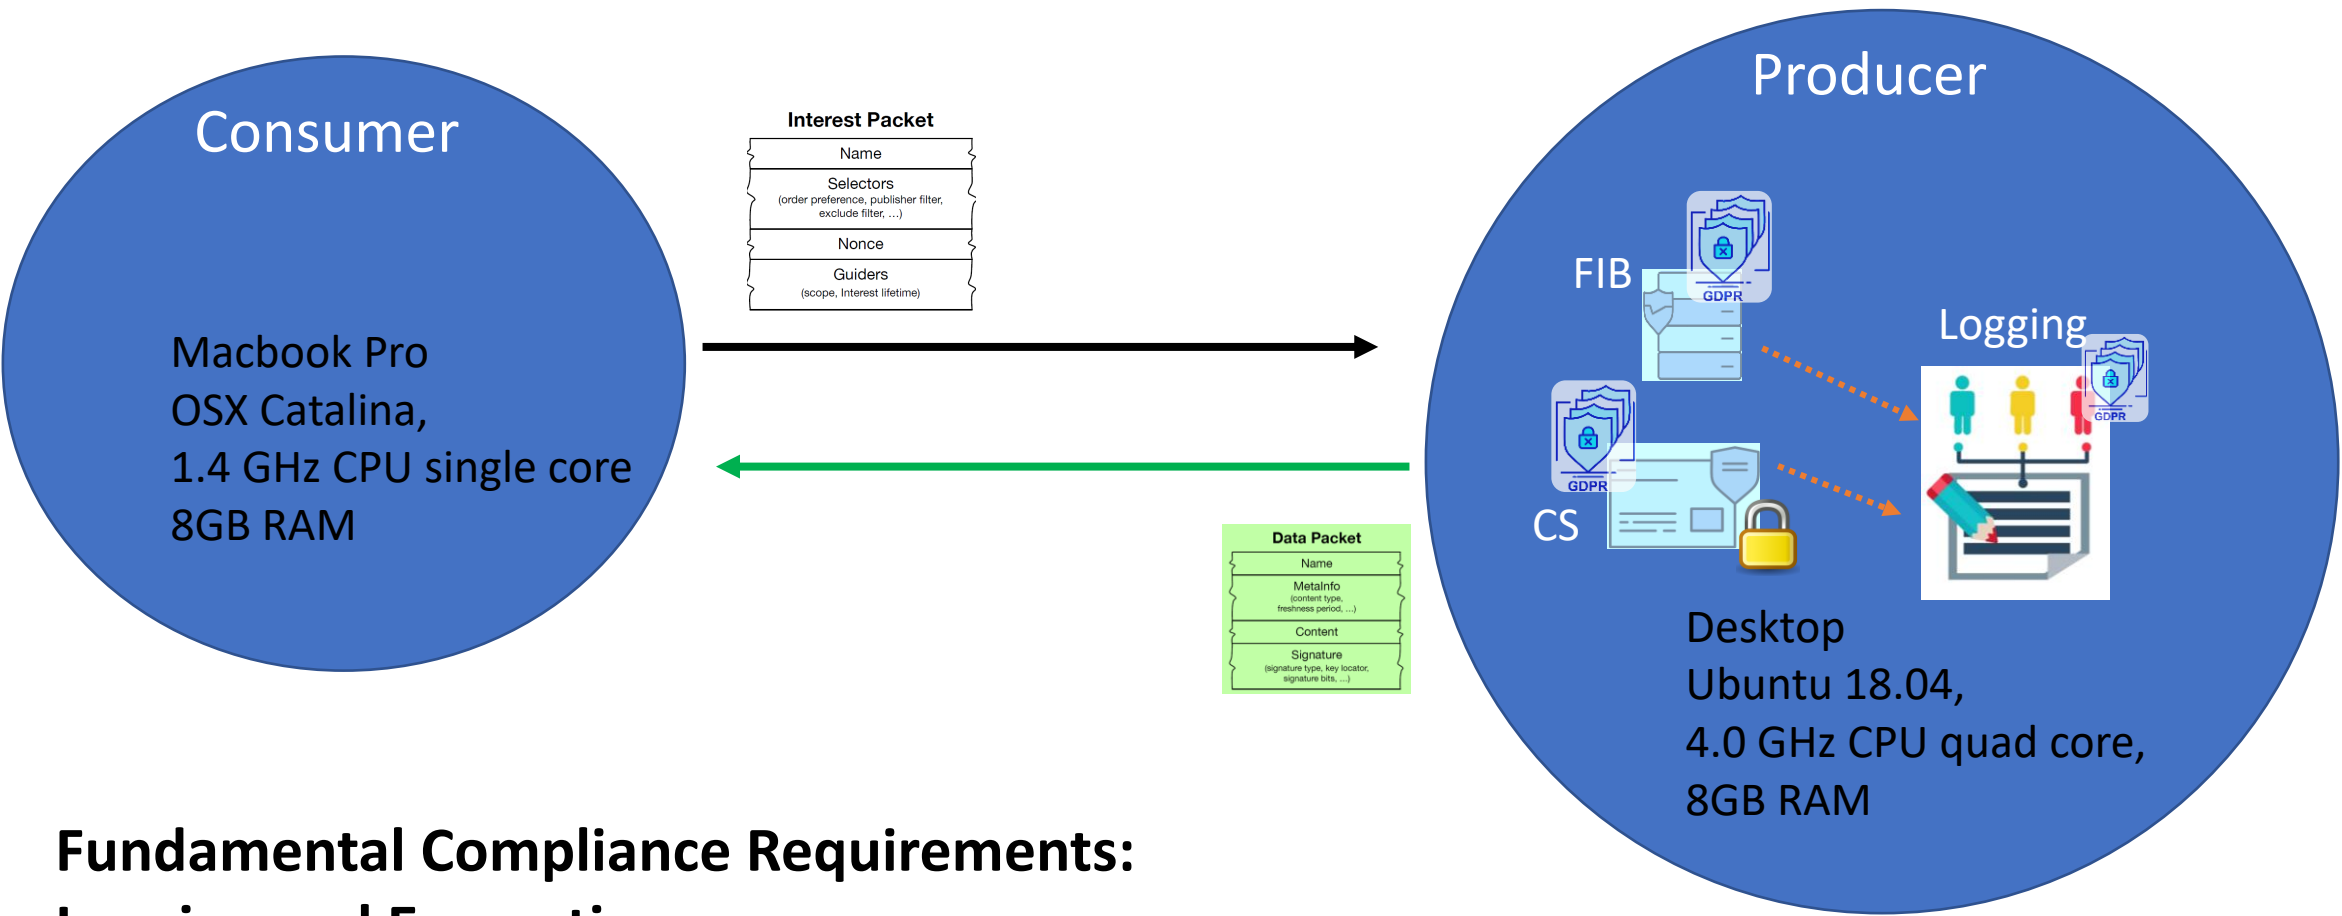 Consumer
Macbook Pro
OSX Catalina,
1.4 GHz CPU single core
8GB RAM
Interest Packet
Name
Selectors
(order preference, publisher filter,
exclude filter, ...)
Nonce
Guiders
(scope, Interest lifetime)
Data Packet
Name
MetaInfo
(content type,
freshness period, ...)
Content
Signature
(signature type, key locator,
signature bits, ...)
Producer
FIB
GDPR
Logging
GDPR
GDPR
CS
Desktop
Ubuntu 18.04,
4.0 GHz CPU quad core,
8GB RAM
Fundamental Compliance Requirements: